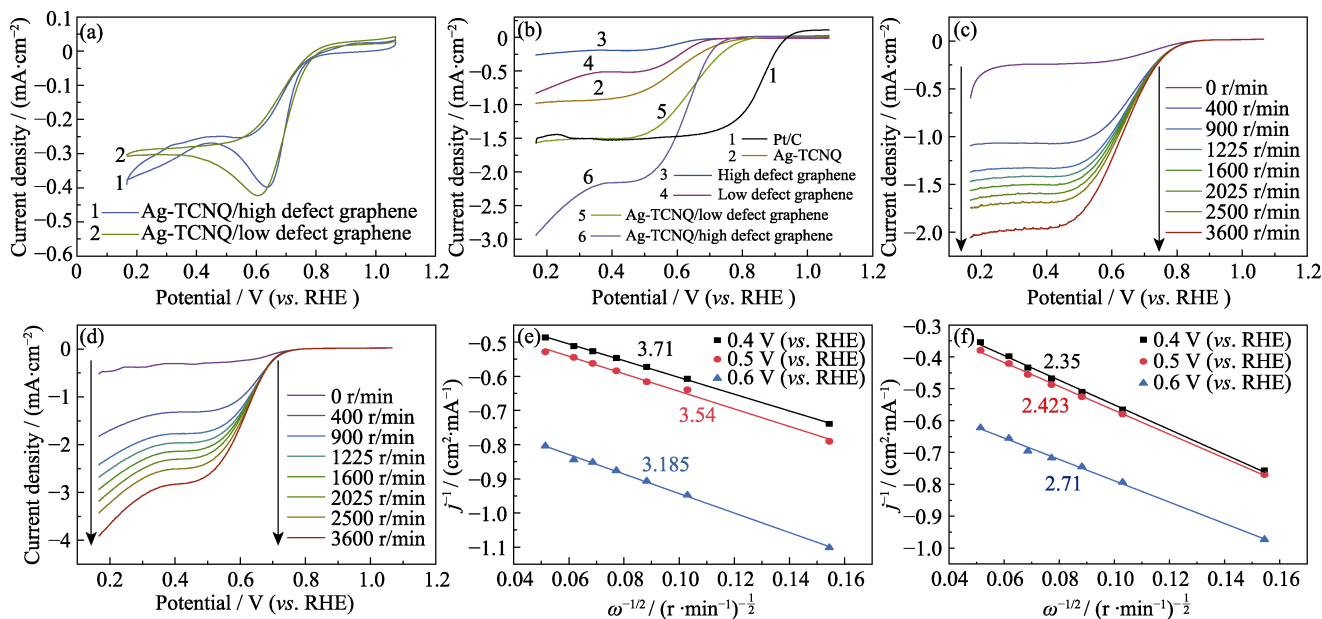 (a)
0.1
0
−0.1
−0.2
−0.3
−0.4
−0.5
−0.6
Current density / (mA·cm−2)
2
1
1 Ag-TCNQ/high defect graphene
2 Ag-TCNQ/low defect graphene
0 0.2 0.4 0.6 0.8 1.0 1.2
Potential / V (vs. RHE )
(b)
0.5
0
−0.5
−1.0
−1.5
−2.0
−2.5
−3.0
Current density / (mA·cm−2)
3
4
2
1
5
6
1 Pt/C
2 Ag-TCNQ
3 High defect graphene
4 Low defect graphene
5 Ag-TCNQ/low defect graphene
6 Ag-TCNQ/high defect graphene
0.2 0.4 0.6 0.8 1.0
Potential / V (vs. RHE )
(c)
0
−0.5
−1.0
−1.5
−2.0
Current density / (mA·cm−2)
0 r/min
400 r/min
900 r/min
1225 r/min
1600 r/min
2025 r/min
2500 r/min
3600 r/min
0.2 0.4 0.6 0.8 1.0 1.2
Potential / V (vs. RHE )
(d)
0
−1
−2
−3
−4
Current density / (mA·cm−2)
0 r/min
400 r/min
900 r/min
1225 r/min
1600 r/min
2025 r/min
2500 r/min
3600 r/min
0.2 0.4 0.6 0.8 1.0 1.2
Potential / V (vs. RHE)
(e)
−0.5
−0.6
−0.7
−0.8
−0.9
−1.0
−1.1
j−1 / (cm2·mA−1)
0.4 V (vs. RHE)
0.5 V (vs. RHE)
0.6 V (vs. RHE)
3.71
3.54
3.185
0.04 0.06 0.08 0.10 0.12 0.14 0.16
ω−1/2 / (r ·min−1)−1/2
(f)
−0.3
−0.4
−0.5
−0.6
−0.7
−0.8
−0.9
−1.0
j−1 / (cm2·mA−1)
0.4 V (vs. RHE)
0.5 V (vs. RHE)
0.6 V (vs. RHE)
2.35
2.423
2.71
0.04 0.06 0.08 0.10 0.12 0.14 0.16
ω−1/2 / (r ·min−1)−1/2